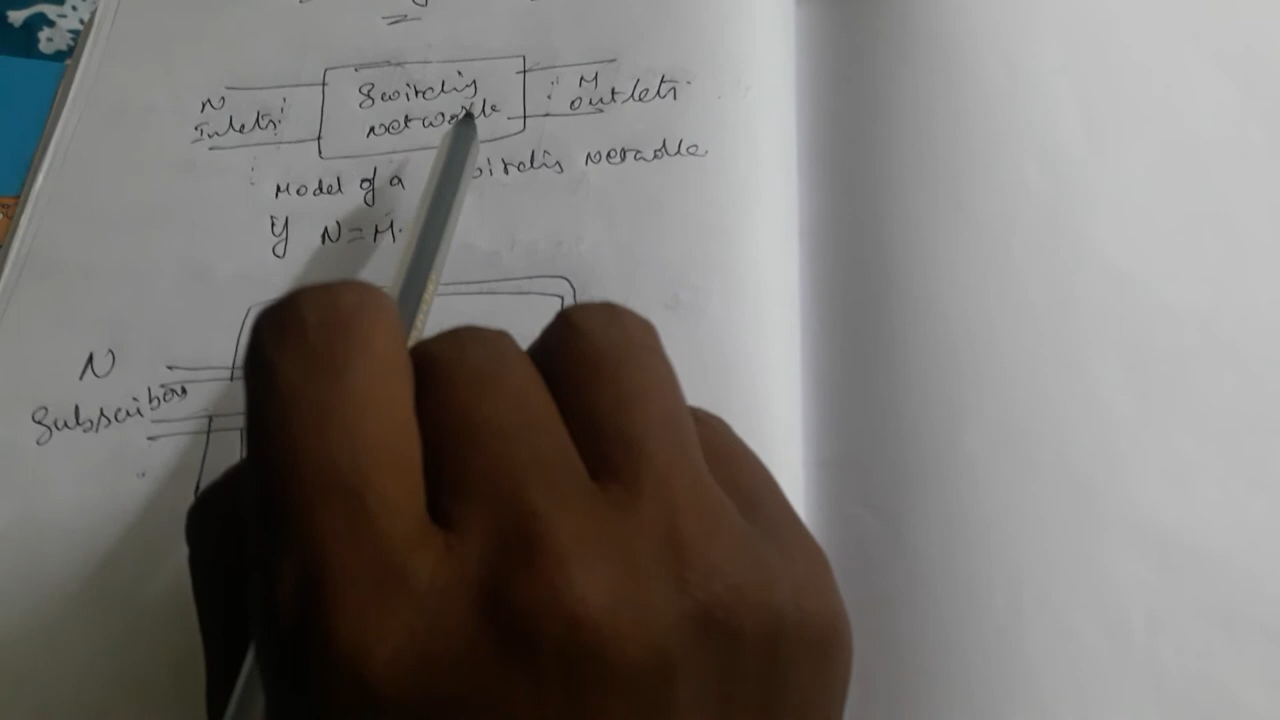 N
Inlets
Switching
network
M
outlets
Model of a switching network
If N=M.
N
Subscribers